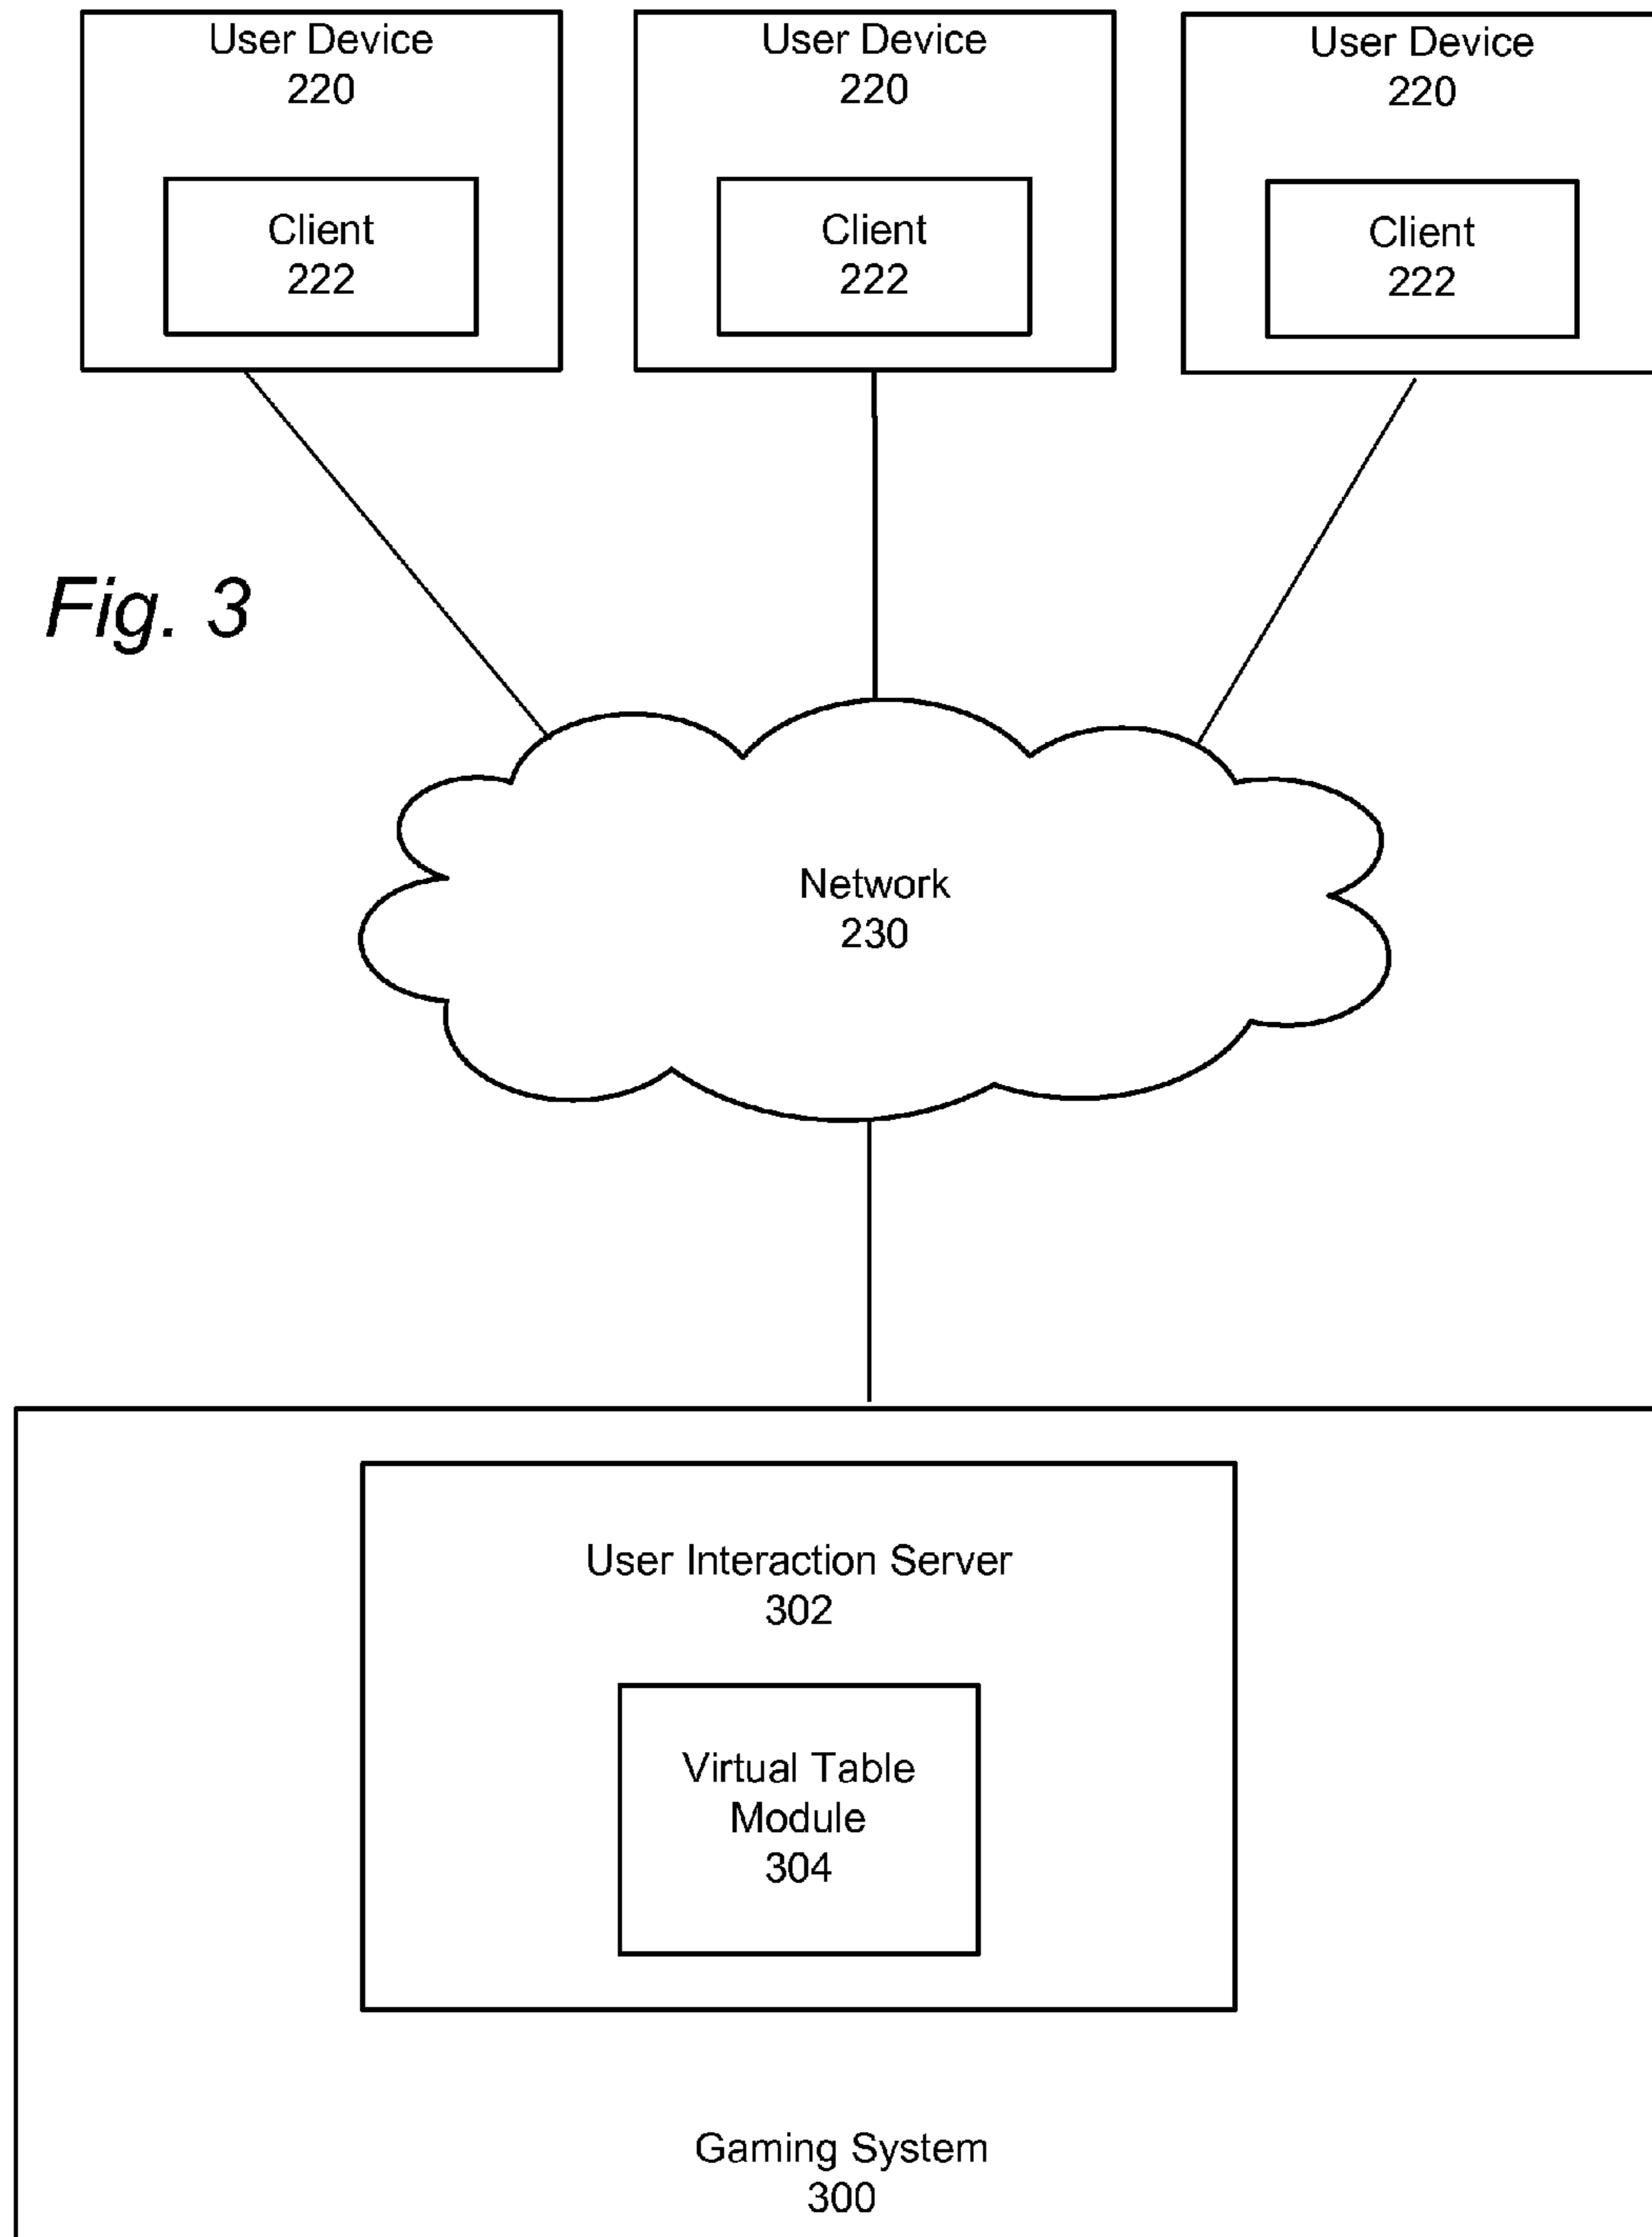 User Device
220
Client
222
User Device
220
Client
222
User Device
220
Client
222
Fig. 3
Network
230
User Interaction Server
302
Virtual Table
Module
304
Gaming System
300